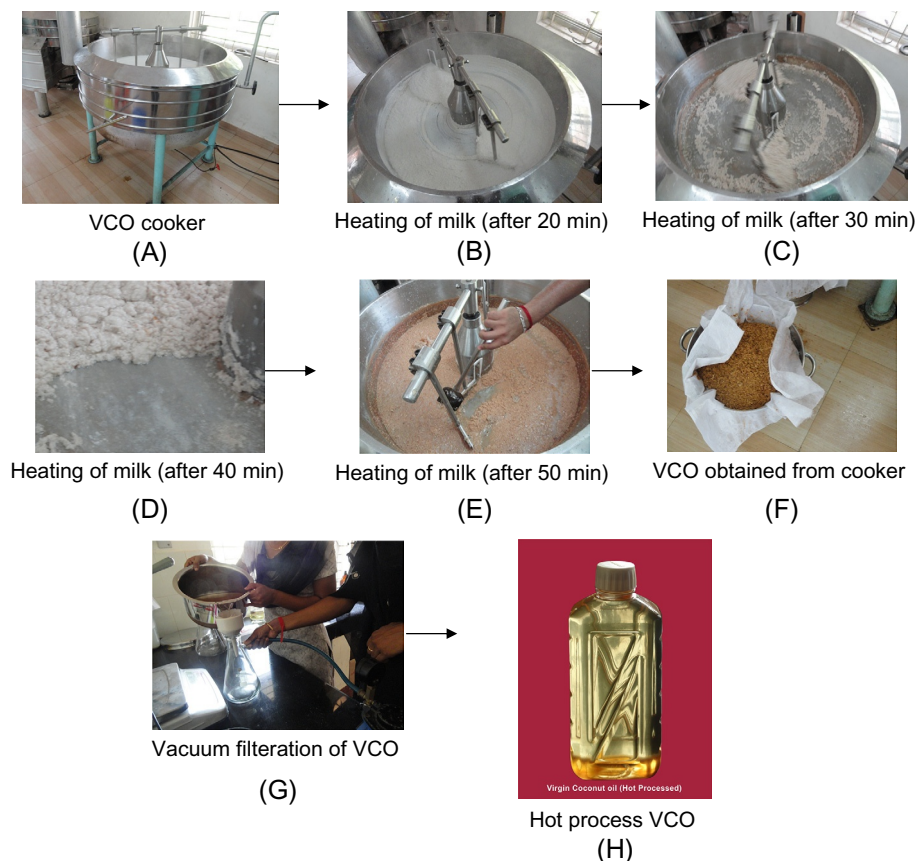 VCO cooker
(A)
Heating of milk (after 20 min)
(B)
Heating of milk (after 30 min)
(C)
Heating of milk (after 40 min)
(D)
Heating of milk (after 50 min)
(E)
VCO obtained from cooker
(F)
Vacuum filteration of VCO
(G)
Virgin Coconut oil (Hot Processed)
Hot process VCO
(H)